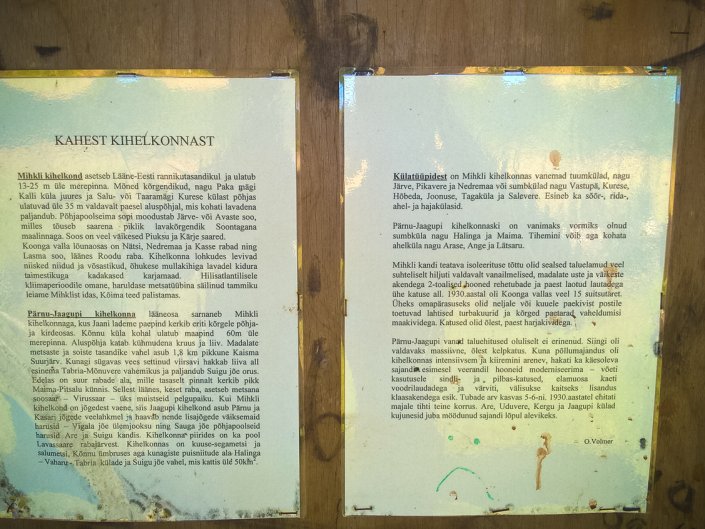 KAHEST KIHELKONNAST
Mihkli kihelkond asetseb Lääne-Eesti rannikutasandikul ja ulatub
13-25 m üle merepinna. Mõned kõrgendikud, nagu Paka mägi
Kalli küla juures ja Salu- või Taaramägi Kurese külast põhjas
ulatuvad üle 35 m valdavalt paesel aluspõhjal, mis kohati lavadena
paljandub. Põhjapoolseima sopi moodustab Järve- või Avaste soo,
milles tõuseb saarena piklik lavakõrgendik Soontagana
maalinnaga. Soos on veel väikesed Piuksu ja Kärje saared.
Koonga valla lõunaosas on Nätsi, Nedremaa ja Kasse rabad ning
Lasma soo, läänes Roodu raba. Kihelkonna lohkudes levivad
niisked niidud ja võsastikud, õhukese mullakihiga lavadel kidura
taimestikuga kadakased karjamaad. Hilisatlantilisele
kliimaperioodile omane, haruldase metsatüübina säilinud tammiku
leiame Mihklist idas, Kõima teed palistamas.
Pärnu-Jaagupi kihelkonna lääneosa sarnaneb Mihkli
kihelkonnaga, kus Jaani lademe paepind kerkib eriti kõrgele põhja-
ja kirdeosas. Kõnnu küla kohal ulatub maapind 60m üle
merepinna. Aluspõhja katab kühmudena kruus ja liiv. Madalate
metsaste ja soiste tasandike vahel asub 1,8 km pikkune Kaisma
Suurjärv. Kunagi sügavas vees settinud viirsavi hakkab liiva all
esinema Tabria-Mõnuvere vahemikus ja paljandub Suigu jõe orus.
Edelas on suur rabade ala, mille tasaselt pinnalt kerkib pikk
Maima-Pitsalu künnis. Sellest läänes, keset raba, asetseb metsana
soosaar – Virussaar – üks muistseid pelgupaiku. Kui Mihkli
kihelkond on jõgedest vaene, siis Jaagupi kihelkond asub Pärnu ja
Kasari jõgede veelahkmel ja haarab nende lisajõgede väiksemaid
harusid – Vigala jõe ülemjooksu ning Sauga jõe põhjapoolseid
harusid Are ja Suigu kandis. Kihelkonna piirides on ka pool
Lavassaare rabajärvest. Kihelkonnas on kuuse-segametsi ja
salumetsi. Kõnnu ümbruses aga kunagiste puisniitude ala Halinga
– Vahenu- Tabria külade ja Suigu jõe vahel, mis kattis üld 50km².
Külatüüpidest on Mihkli kihelkonnas vanemad tuumkülad, nagu
Järve, Pikavere ja Nedremaa või sumbkülad nagu Vastupä, Kurese,
Hõbeda, Joonuse, Tagaküla ja Salevere. Esineb ka sõõr-, rida-,
ahel- ja hajakülasid.
Pärnu-Jaagupi kihelkonnaski on vanimaks vormiks olnud
sumbküla nagu Halinga ja Maima. Tihemini võib aga kohata
ahelküla nagu Arase, Ange ja Lätsaru.
Mihkli kandi teatava isoleerituse tõttu olid sealsed taluelamud veel
suhteliselt hiljuti valdavalt vanailmelised, madalate uste ja väikeste
akendega 2-toalised hooned rehetubade ja paest laotud lautadega
ühe katuse all. 1930.aastal oli Koonga vallas veel 15 suitsutaret.
Üheks omapärasuseks olid neljale või kuuele paekivist postile
toetuvad lahtised turbakuurid ja kõrged paeraad vaheldumisi
maakividega. Katused olid õlest, paest harjakividega.
Pärnu-Jaagupi vanad taluehitused oluliselt ei erinenud. Siingi oli
valdavaks massiivne, õlest kelpkatus. Kuna põllumajandus oli
kihelkonnas intensiivsem ja kiiremini arenev, hakati ka käesoleva
sajandi esimesel veerandil hooneid moderniseerima – võeti
kasutusele sindli- ja pilbas-katused, elamuosa kaeti
voodrilaudadega ja värviti, välisukse kaitseks lisandus
klaasakendega esik. Tubade arv kasvas 5-6-ni. 1930.aastatel ehitati
majale tihti teine korrus. Are, Uduvere, Kergu ja Jaagupi külad
kujunesid juba möödunud sajandi lõpul alevikeks.
– O.Volmer